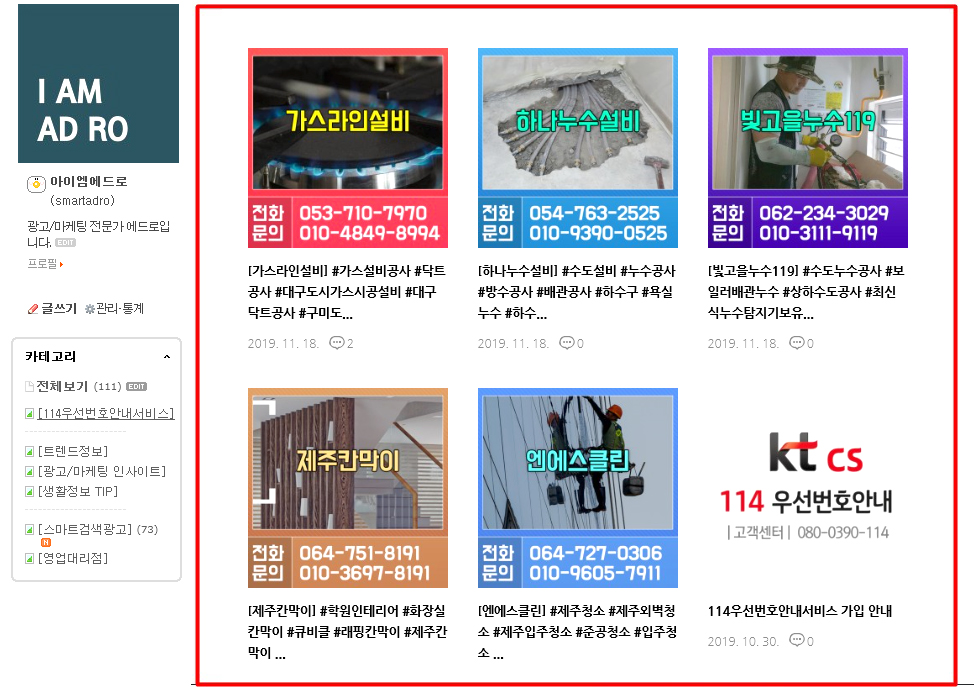 I AM
AD RO
아이엠에드로
(smartadro)
광고/마케팅 전문가 에드로입
니다. EDIT
프로필
글쓰기 관리·통계
카테고리
전체보기 (111) EDIT
[114우선번호안내서비스]
[트렌드정보]
[광고/마케팅 인사이트]
[생활정보 TIP]
[스마트검색광고] (73)
N
[영업대리점]
가스라인설비
전화
문의
053-710-7970
010-4849-8994
[가스라인설비] #가스설비공사 #닥트
공사 #대구도시가스시공설비 #대구
닥트공사 #구미도...
2019. 11. 18. 2
하나누수설비
전화
문의
054-763-2525
010-9390-0525
[하나누수설비] #수도설비 #누수공사
#방수공사 #배관공사 #하수구 #욕실
누수 #하수...
2019. 11. 18. 0
빛고을누수119
전화
문의
062-234-3029
010-3111-9119
[빛고을누수119] #수도누수공사 #보
일러배관누수 #상하수도공사 #최신
식누수탐지기보유...
2019. 11. 18. 0
제주칸막이
전화
문의
064-751-8191
010-3697-8191
[제주칸막이] #학원인테리어 #화장실
칸막이 #큐비클 #래핑칸막이 #제주칸
막이 ...
엔에스클린
전화
문의
064-727-0306
010-9605-7911
[엔에스클린] #제주청소 #제주외벽청
소 #제주입주청소 #준공청소 #입주청
소 ...
kt cs
114 우선번호안내
| 고객센터 | 080-0390-114
114우선번호안내서비스 가입 안내
2019. 10. 30. 0